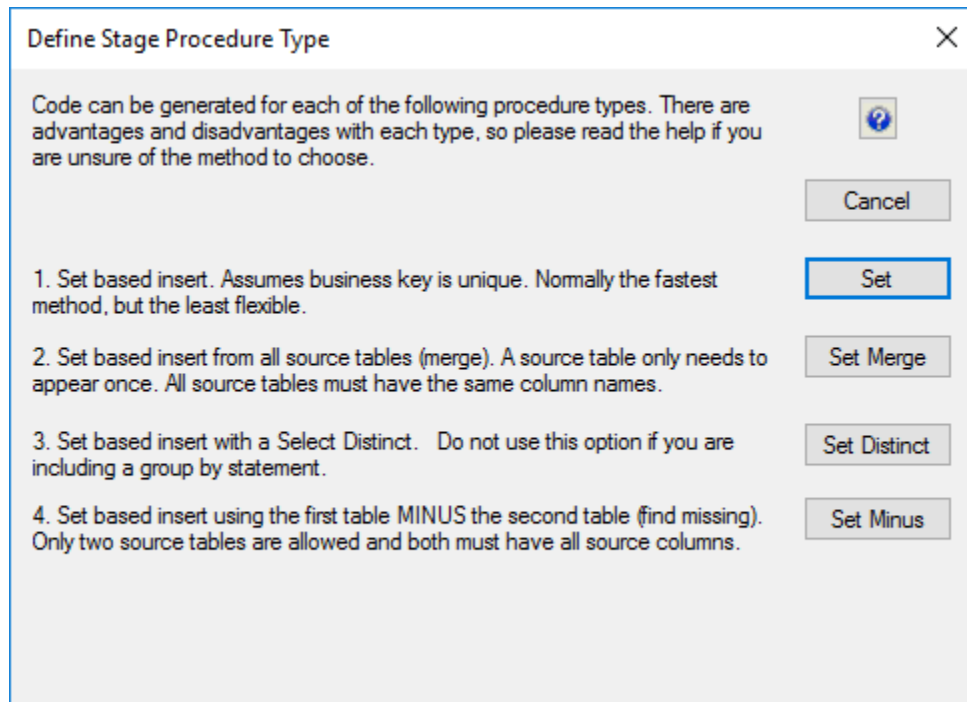 Define Stage Procedure Type
Code can be generated for each of the following procedure types. There are
advantages and disadvantages with each type, so please read the help if you
are unsure of the method to choose.
Cancel
1. Set based insert. Assumes business key is unique. Normally the fastest
method, but the least flexible.
Set
2. Set based insert from all source tables (merge). A source table only needs to
appear once. All source tables must have the same column names.
Set Merge
3. Set based insert with a Select Distinct.   Do not use this option if you are
including a group by statement.
Set Distinct
4. Set based insert using the first table MINUS the second table (find missing).
Only two source tables are allowed and both must have all source columns.
Set Minus